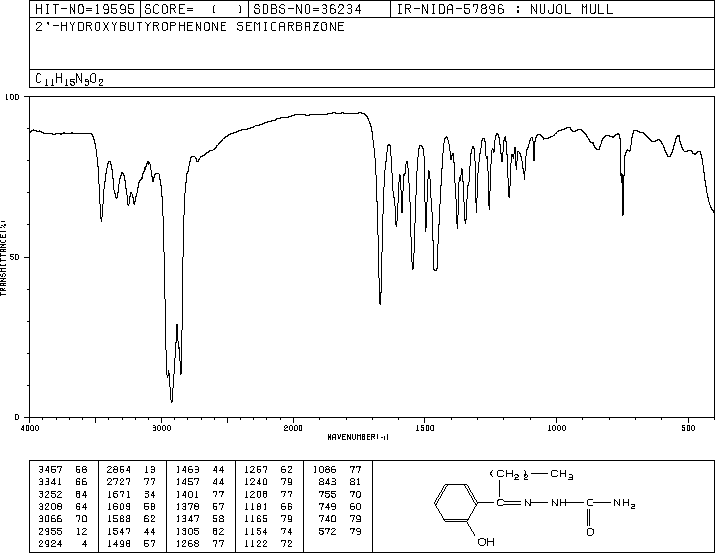 HIT-NO=19595 SCORE= ( ) SDBS-NO=36234 IR-NIDA-57896 : NUJOL MULL
2'-HYDROXYBUTYROPHENONE SEMICARBAZONE
C11H15N3O2
100
50
0
TRANSMITTANCE(%)
4000 3000 2000 1500 1000 500
WAVENUMBER(-1)
3457 66 2864 13 1463 44 1257 62 1086 77
3341 66 2727 77 1457 44 1240 79 843 81
3252 64 1671 34 1401 77 1208 77 755 70
3208 64 1609 58 1378 57 1181 66 749 60
3066 70 1588 62 1347 58 1165 79 740 79
2955 12 1547 44 1305 62 1154 74 572 79
2924 4 1498 57 1268 77 1122 72
(CH2)2 CH3
C N NH C NH2
O
OH